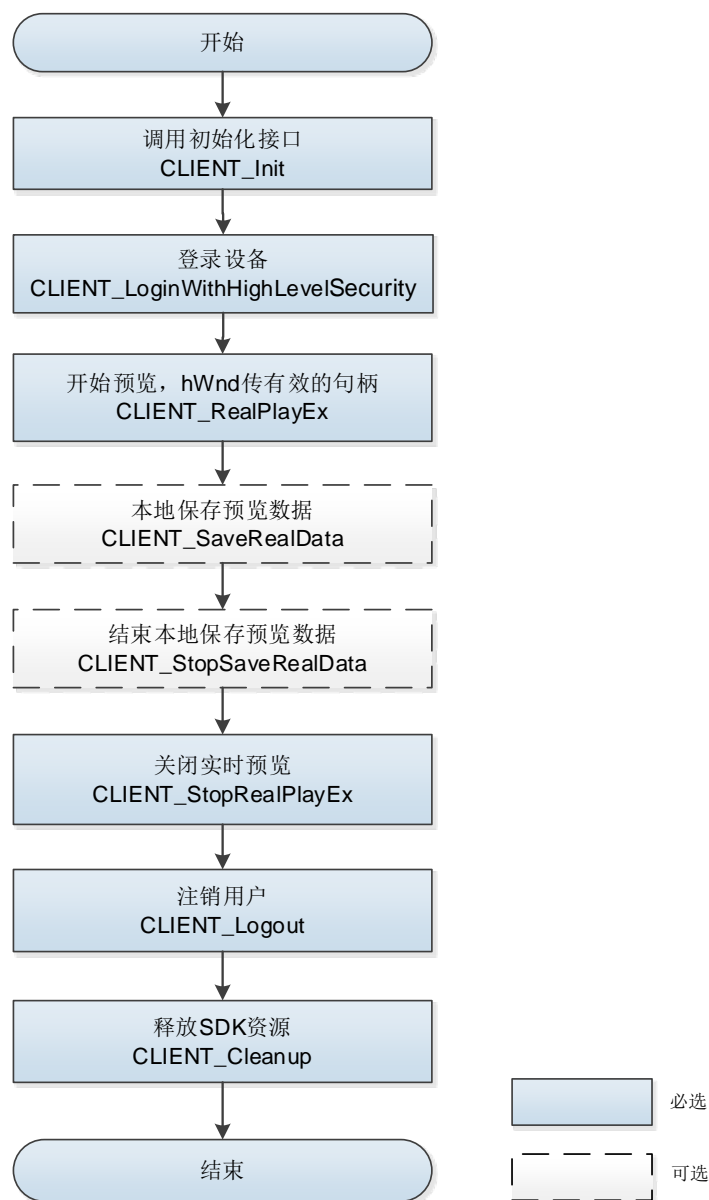 开始
调用初始化接口
CLIENT_Init
登录设备
CLIENT_LoginWithHighLevelSecurity
开始预览，hWnd传有效的句柄
CLIENT_RealPlayEx
本地保存预览数据
CLIENT_SaveRealData
结束本地保存预览数据
CLIENT_StopSaveRealData
关闭实时预览
CLIENT_StopRealPlayEx
注销用户
CLIENT_Logout
释放SDK资源
CLIENT_Cleanup
结束
必选
可选